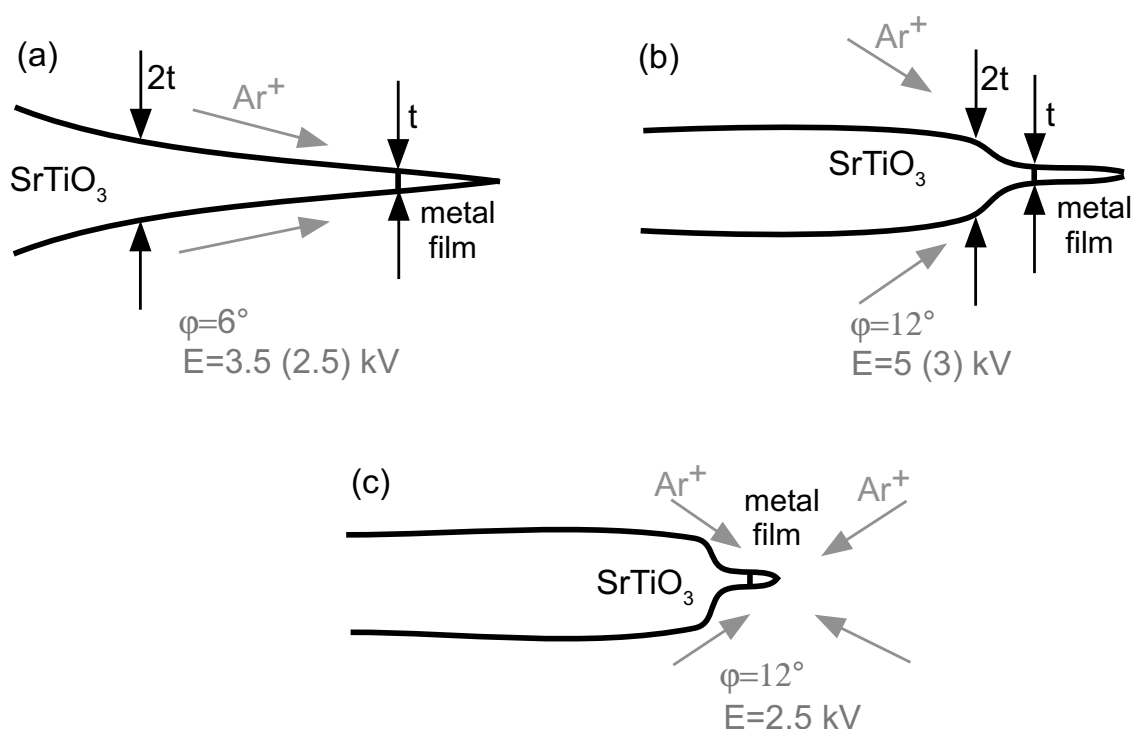 (a)
2t
Ar⁺
t
SrTiO₃
metal
film
φ=6°
E=3.5 (2.5) kV
(b)
Ar⁺
2t
t
SrTiO₃
metal
film
φ=12°
E=5 (3) kV
(c)
Ar⁺
metal
film
Ar⁺
SrTiO₃
φ=12°
E=2.5 kV